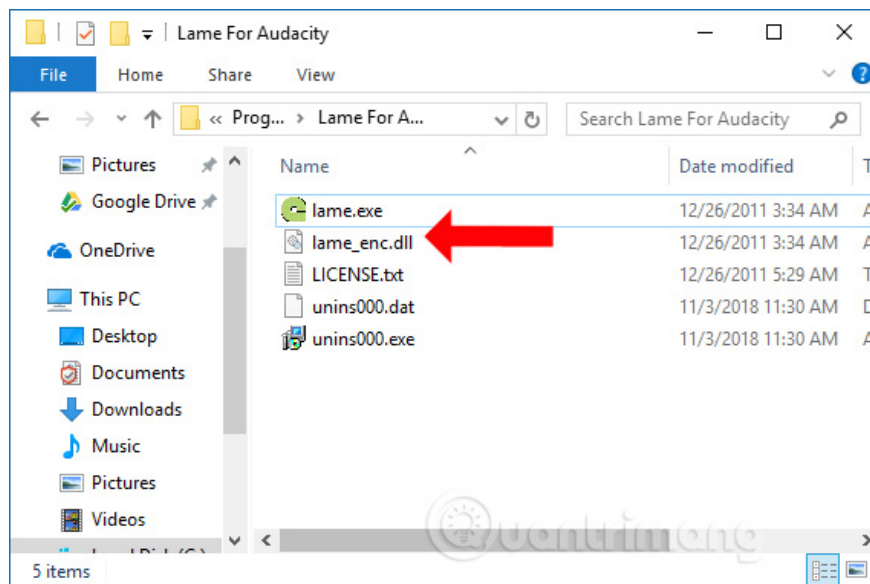 Lame For Audacity
File Home Share View
« Prog... › Lame For A... Search Lame For Audacity
Name Date modified
Pictures
Google Drive
OneDrive
This PC
Desktop
Documents
Downloads
Music
Pictures
Videos
lame.exe 12/26/2011 3:34 AM
lame_enc.dll 12/26/2011 3:34 AM
LICENSE.txt 12/26/2011 5:29 AM
unins000.dat 11/3/2018 11:30 AM
unins000.exe 11/3/2018 11:30 AM
Quantrimang
5 items